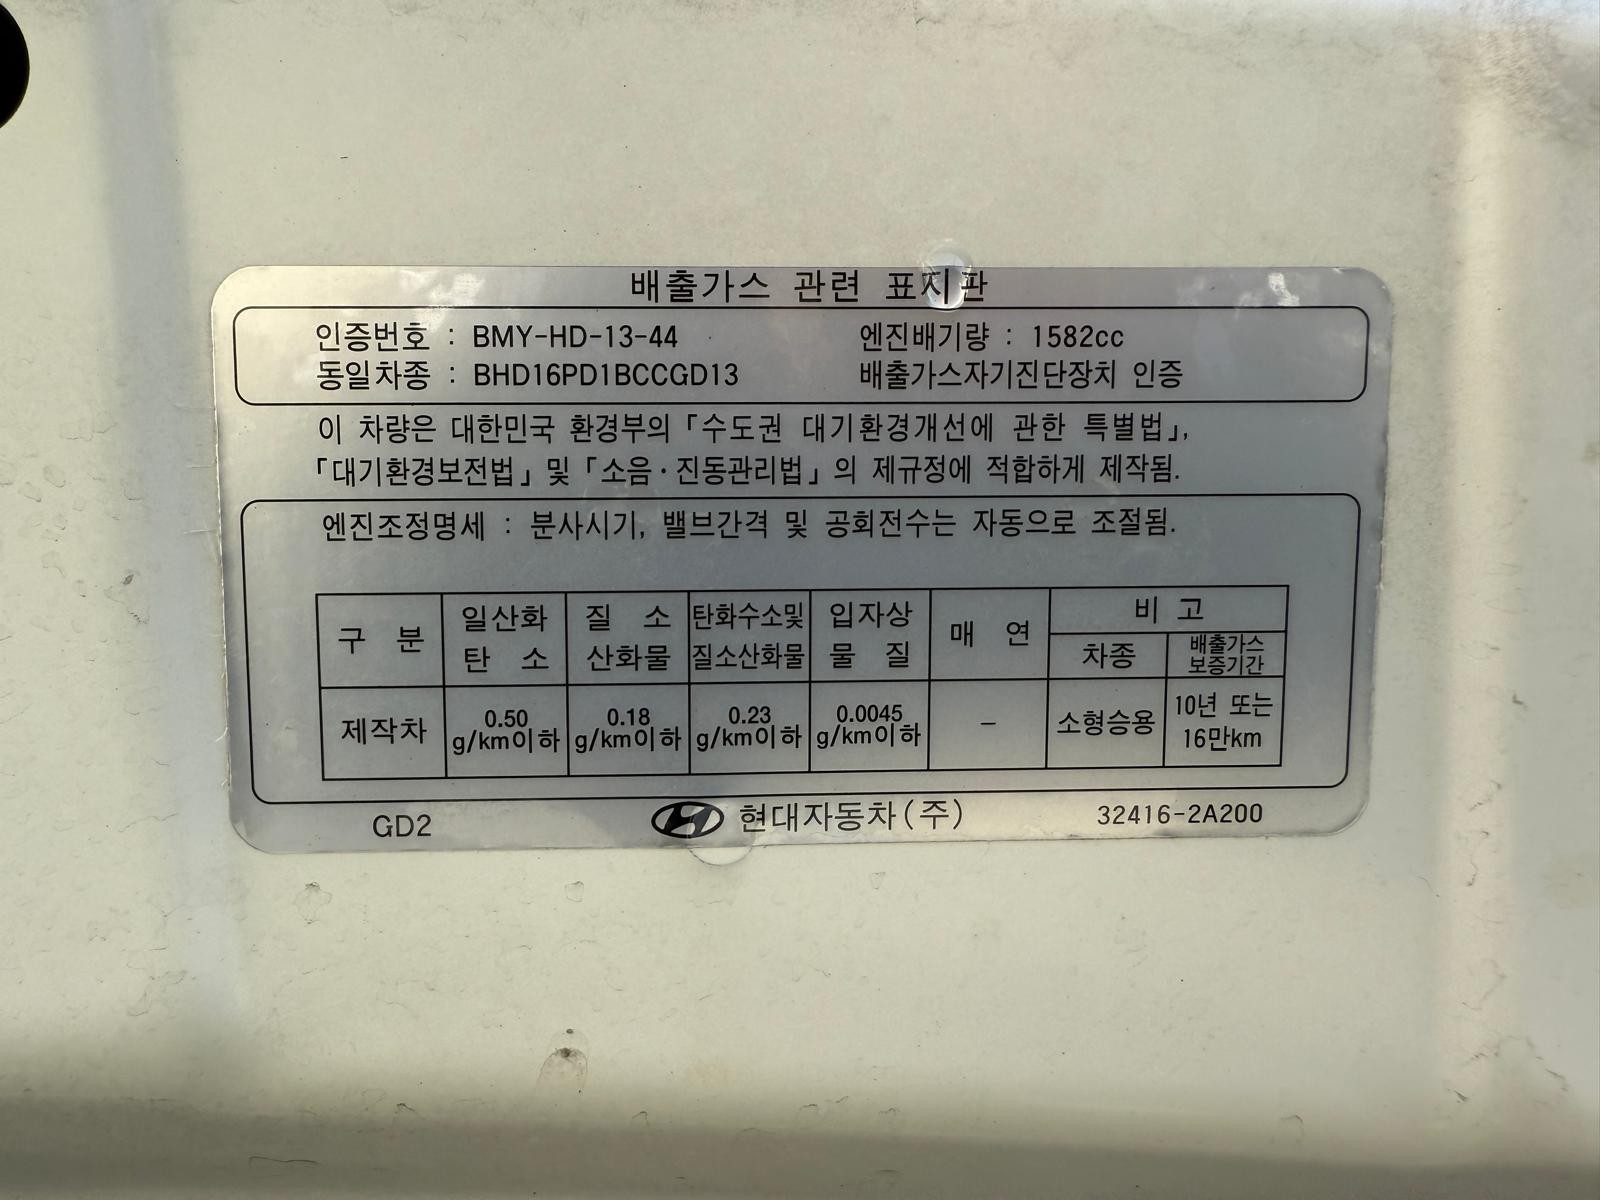 배출가스 관련 표지판
인증번호 : BMY-HD-13-44 엔진배기량 : 1582cc
동일차종 : BHD16PD1BCCGD13 배출가스자기진단장치 인증
이 차량은 대한민국 환경부의 「수도권 대기환경개선에 관한 특별법」,
「대기환경보전법」 및 「소음·진동관리법」의 제규정에 적합하게 제작됨.
엔진조정명세 : 분사시기, 밸브간격 및 공회전수는 자동으로 조절됨.
구 분 일산화 탄 소 질 소 산화물 탄화수소및 질소산화물 입자상 물 질 매 연 비 고
차종 배출가스 보증기간
제작차 0.50 g/km이하 0.18 g/km이하 0.23 g/km이하 0.0045 g/km이하 - 소형승용 10년 또는 16만km
GD2 현대자동차(주) 32416-2A200